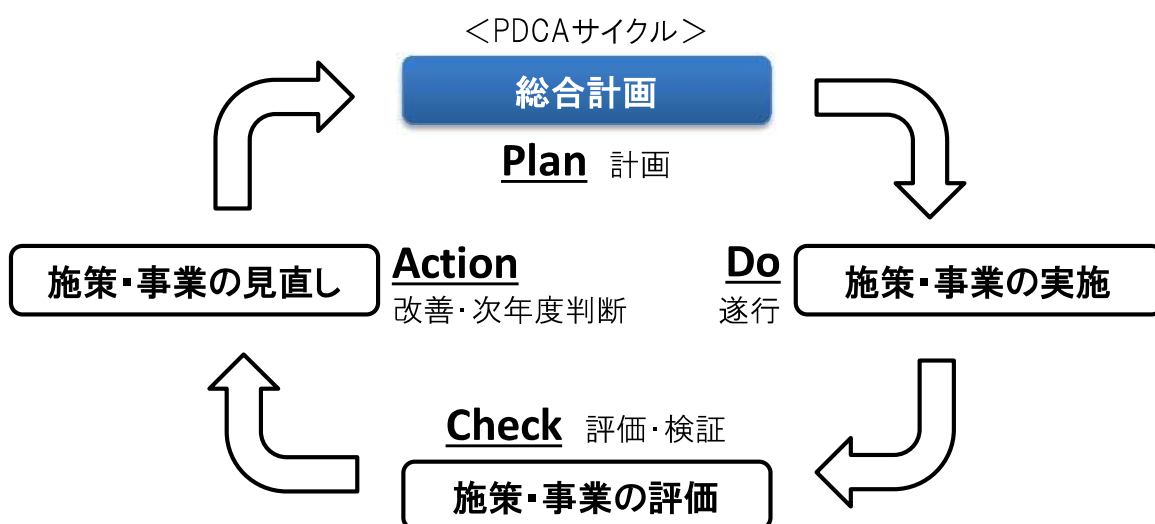 ＜PDCAサイクル＞
総合計画
Plan 計画
施策・事業の見直し
Action
改善・次年度判断
Do
遂行
施策・事業の実施
Check 評価・検証
施策・事業の評価